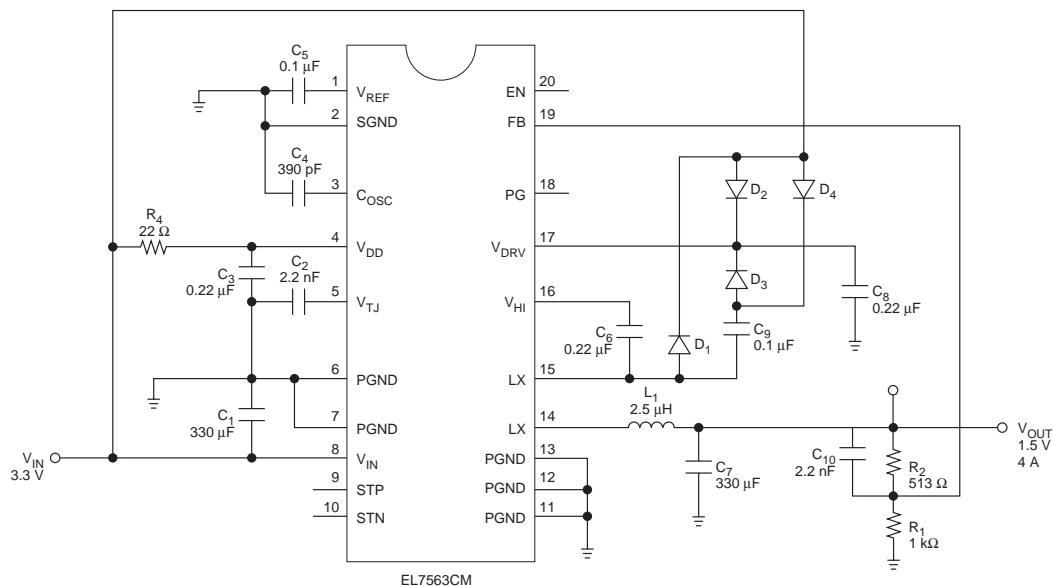 C5
0.1 µF
1
VREF
2
SGND
C4
390 pF
3
COSC
R4
22 Ω
4
VDD
C3
0.22 µF
C2
2.2 nF
5
VTJ
6
PGND
C1
330 µF
7
PGND
VIN
3.3 V
8
VIN
9
STP
10
STN
20
EN
19
FB
18
PG
17
VDRV
16
VHI
15
LX
14
LX
13
PGND
12
PGND
11
PGND
D2
D4
D3
D1
C6
0.22 µF
C9
0.1 µF
C8
0.22 µF
L1
2.5 µH
C7
330 µF
C10
2.2 nF
R2
513 Ω
R1
1 kΩ
VOUT
1.5 V
4 A
EL7563CM